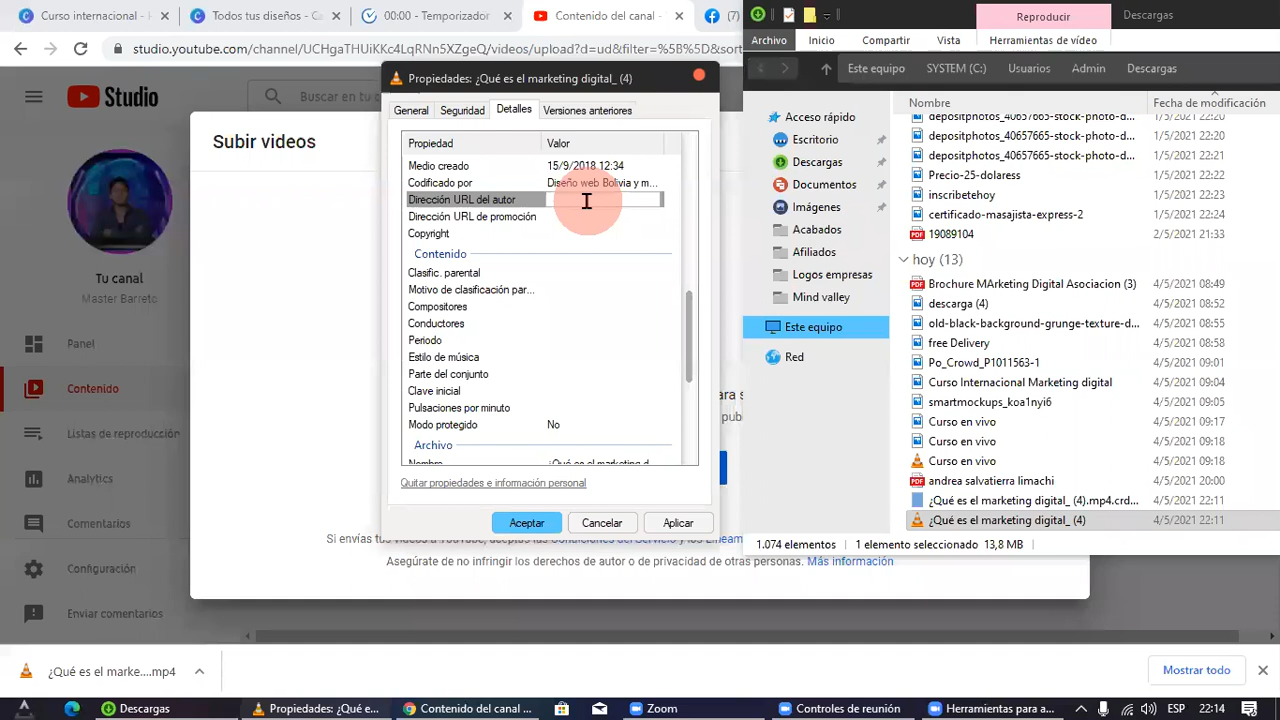 Curso internacional - M
Todos tus diseños - Ca
00:00 - Temporizador
Contenido del canal -
(7)
studio.youtube.com/channel/UCHgaTHUiKKc4LqRNn5XZgeQ/videos/upload?d=ud&filter=%5B%5D&sort
Reproducir
Descargas
Archivo
Inicio
Compartir
Vista
Herramientas de vídeo
Este equipo
SYSTEM (C:)
Usuarios
Admin
Descargas
Studio
Buscar en tu
Subir videos
Tu canal
Master Barreto
Panel
Contenido
Listas de reproducción
Analytics
Comentarios
Configuración
Enviar comentarios
Propiedades: ¿Qué es el marketing digital_ (4)
General
Seguridad
Detalles
Versiones anteriores
Propiedad
Valor
Medio creado
15/9/2018 12:34
Codificado por
Diseño web Bolivia y m...
Dirección URL del autor
Dirección URL de promoción
Copyright
Contenido
Clasific. parental
Motivo de clasificación par...
Compositores
Conductores
Periodo
Estilo de música
Parte del conjunto
Clave inicial
Pulsaciones por minuto
Modo protegido
No
Archivo
Nombre
¿Qué es el marketing d
Quitar propiedades e información personal
Aceptar
Cancelar
Aplicar
ara s
publ
Si envías tus videos a YouTube, aceptas las Condiciones del Servicio y los Lineam
Asegúrate de no infringir los derechos de autor o de privacidad de otras personas. Más información
Acceso rápido
Escritorio
Descargas
Documentos
Imágenes
Acabados
Afiliados
Logos empresas
Mind valley
Este equipo
Red
Nombre
Fecha de modificación
depositphotos_40657665-stock-photo-d...
1/5/2021 22:20
depositphotos_40657665-stock-photo-d...
1/5/2021 22:20
depositphotos_40657665-stock-photo-d...
1/5/2021 22:21
Precio-25-dolaress
1/5/2021 22:23
inscribetehoy
1/5/2021 22:24
certificado-masajista-express-2
1/5/2021 22:24
19089104
2/5/2021 21:33
hoy (13)
Brochure MArketing Digital Asociacion (3)
4/5/2021 08:49
descarga (4)
4/5/2021 08:52
old-black-background-grunge-texture-d...
4/5/2021 08:55
free Delivery
4/5/2021 08:58
Po_Crowd_P1011563-1
4/5/2021 09:01
Curso Internacional Marketing digital
4/5/2021 09:04
smartmockups_koa1nyi6
4/5/2021 09:05
Curso en vivo
4/5/2021 09:17
Curso en vivo
4/5/2021 09:18
Curso en vivo
4/5/2021 09:18
andrea salvatierra limachi
4/5/2021 20:00
¿Qué es el marketing digital_ (4).mp4.crd...
4/5/2021 22:11
¿Qué es el marketing digital_ (4)
4/5/2021 22:11
1.074 elementos
1 elemento seleccionado 13,8 MB
¿Qué es el marke....mp4
Mostrar todo
Descargas
Propiedades: ¿Qué e...
Contenido del canal ...
Zoom
Controles de reunión
Herramientas para a...
ESP
22:14